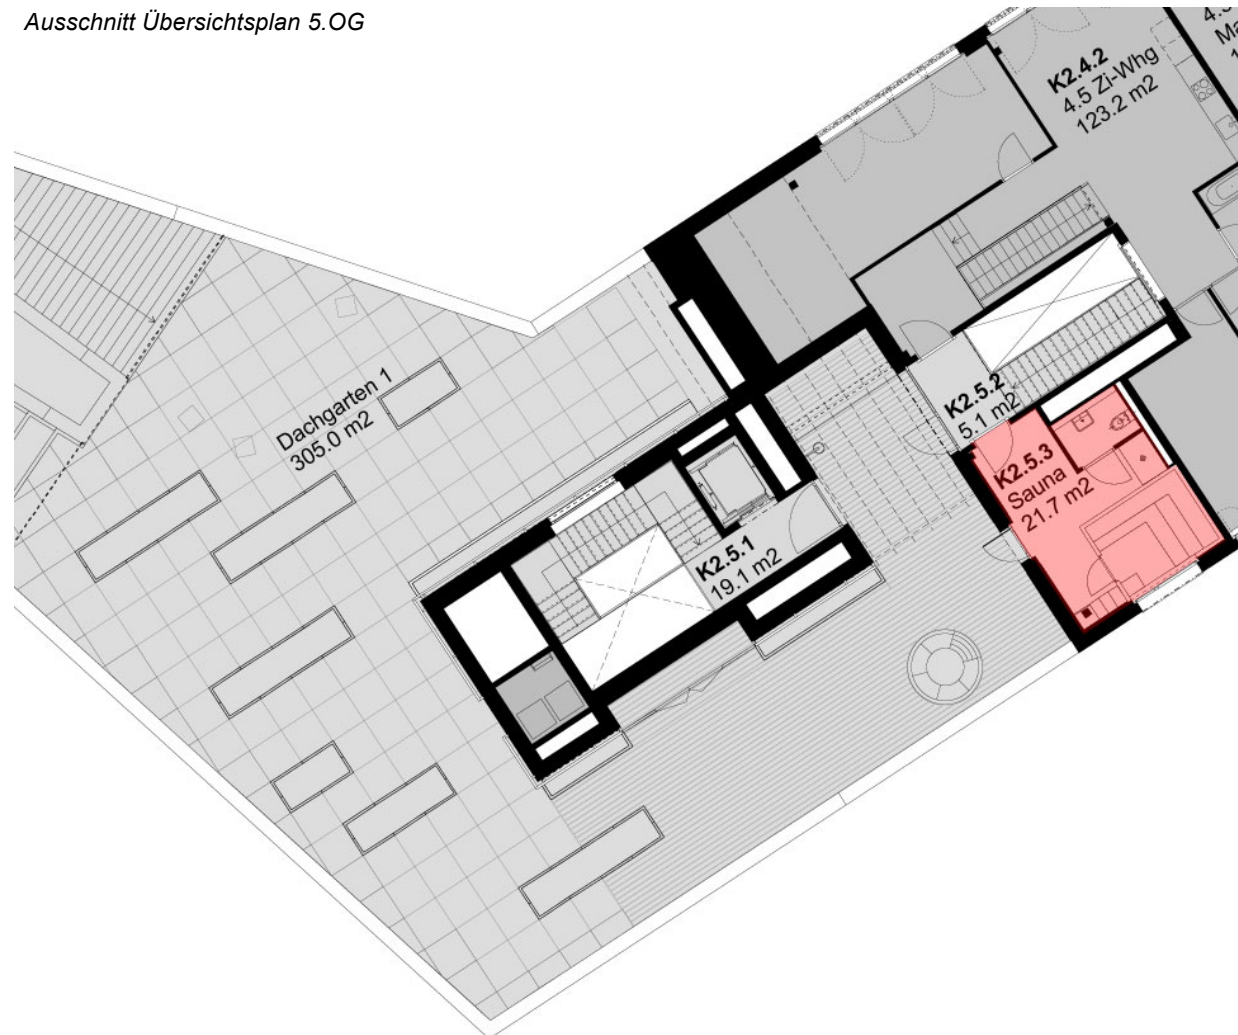 Ausschnitt Übersichtsplan 5.OG
K2.4.2
4.5 Zi-Whg
123.2 m2
Dachgarten 1
305.0 m2
K2.5.2
5.1 m2
K2.5.3
Sauna
21.7 m2
K2.5.1
19.1 m2